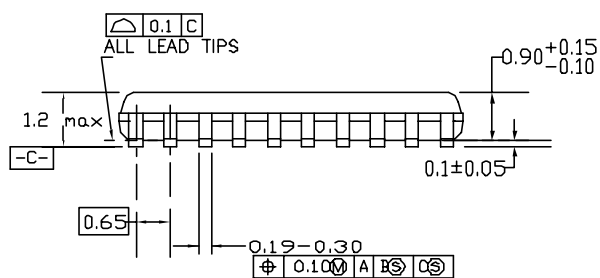 0.1 C
ALL LEAD TIPS
0.90 +0.15
-0.10
1.2 max
-C-
0.1±0.05
0.65
0.19-0.30
0.10Ⓜ A BⓈ CⓈ